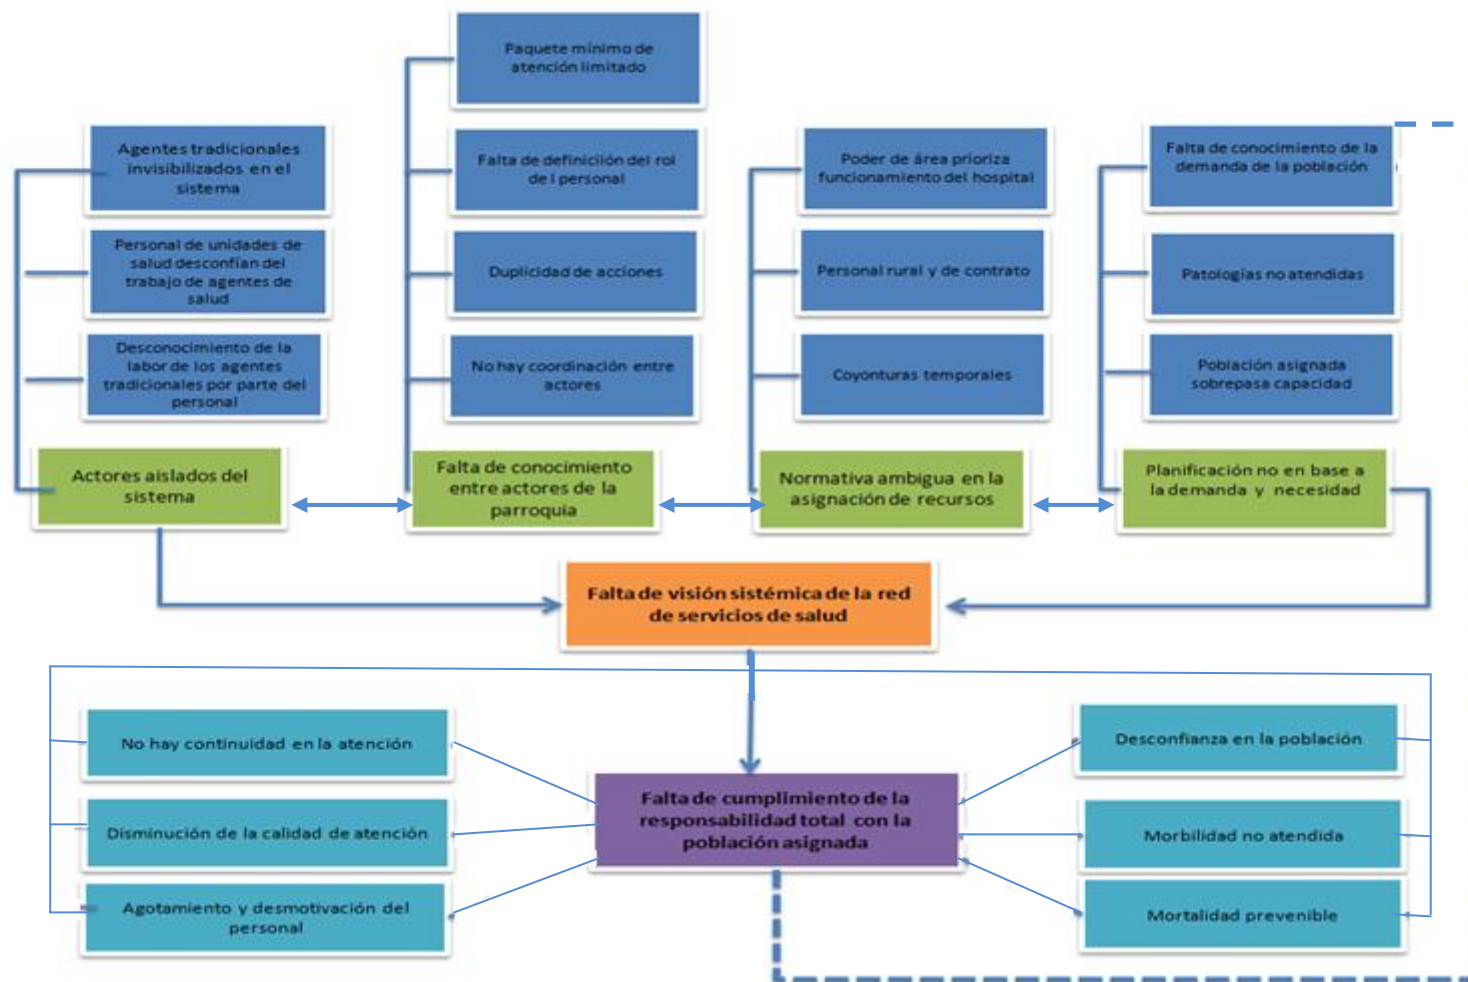 Paquete mínimo de
atención limitado
Agentes tradicionales
invisibilizados en el
sistema
Falta de definición del rol
de l personal
Poder de área prioriza
funcionamiento del hospital
Falta de conocimiento de la
demanda de la población
Personal de unidades de
salud desconfían del
trabajo de agentes de
salud
Duplicidad de acciones
Personal rural y de contrato
Patologías no atendidas
Desconocimiento de la
labor de los agentes
tradicionales por parte del
personal
No hay coordinación entre
actores
Coyonturas temporales
Población asignada
sobrepasa capacidad
Actores aislados del
sistema
Falta de conocimiento
entre actores de la
parroquia
Normativa ambigua en la
asignación de recursos
Planificación no en base a
la demanda y necesidad
Falta de visión sistémica de la red
de servicios de salud
No hay continuidad en la atención
Desconfianza en la población
Falta de cumplimiento de la
responsabilidad total con la
población asignada
Disminución de la calidad de atención
Morbilidad no atendida
Agotamiento y desmotivación del
personal
Mortalidad prevenible